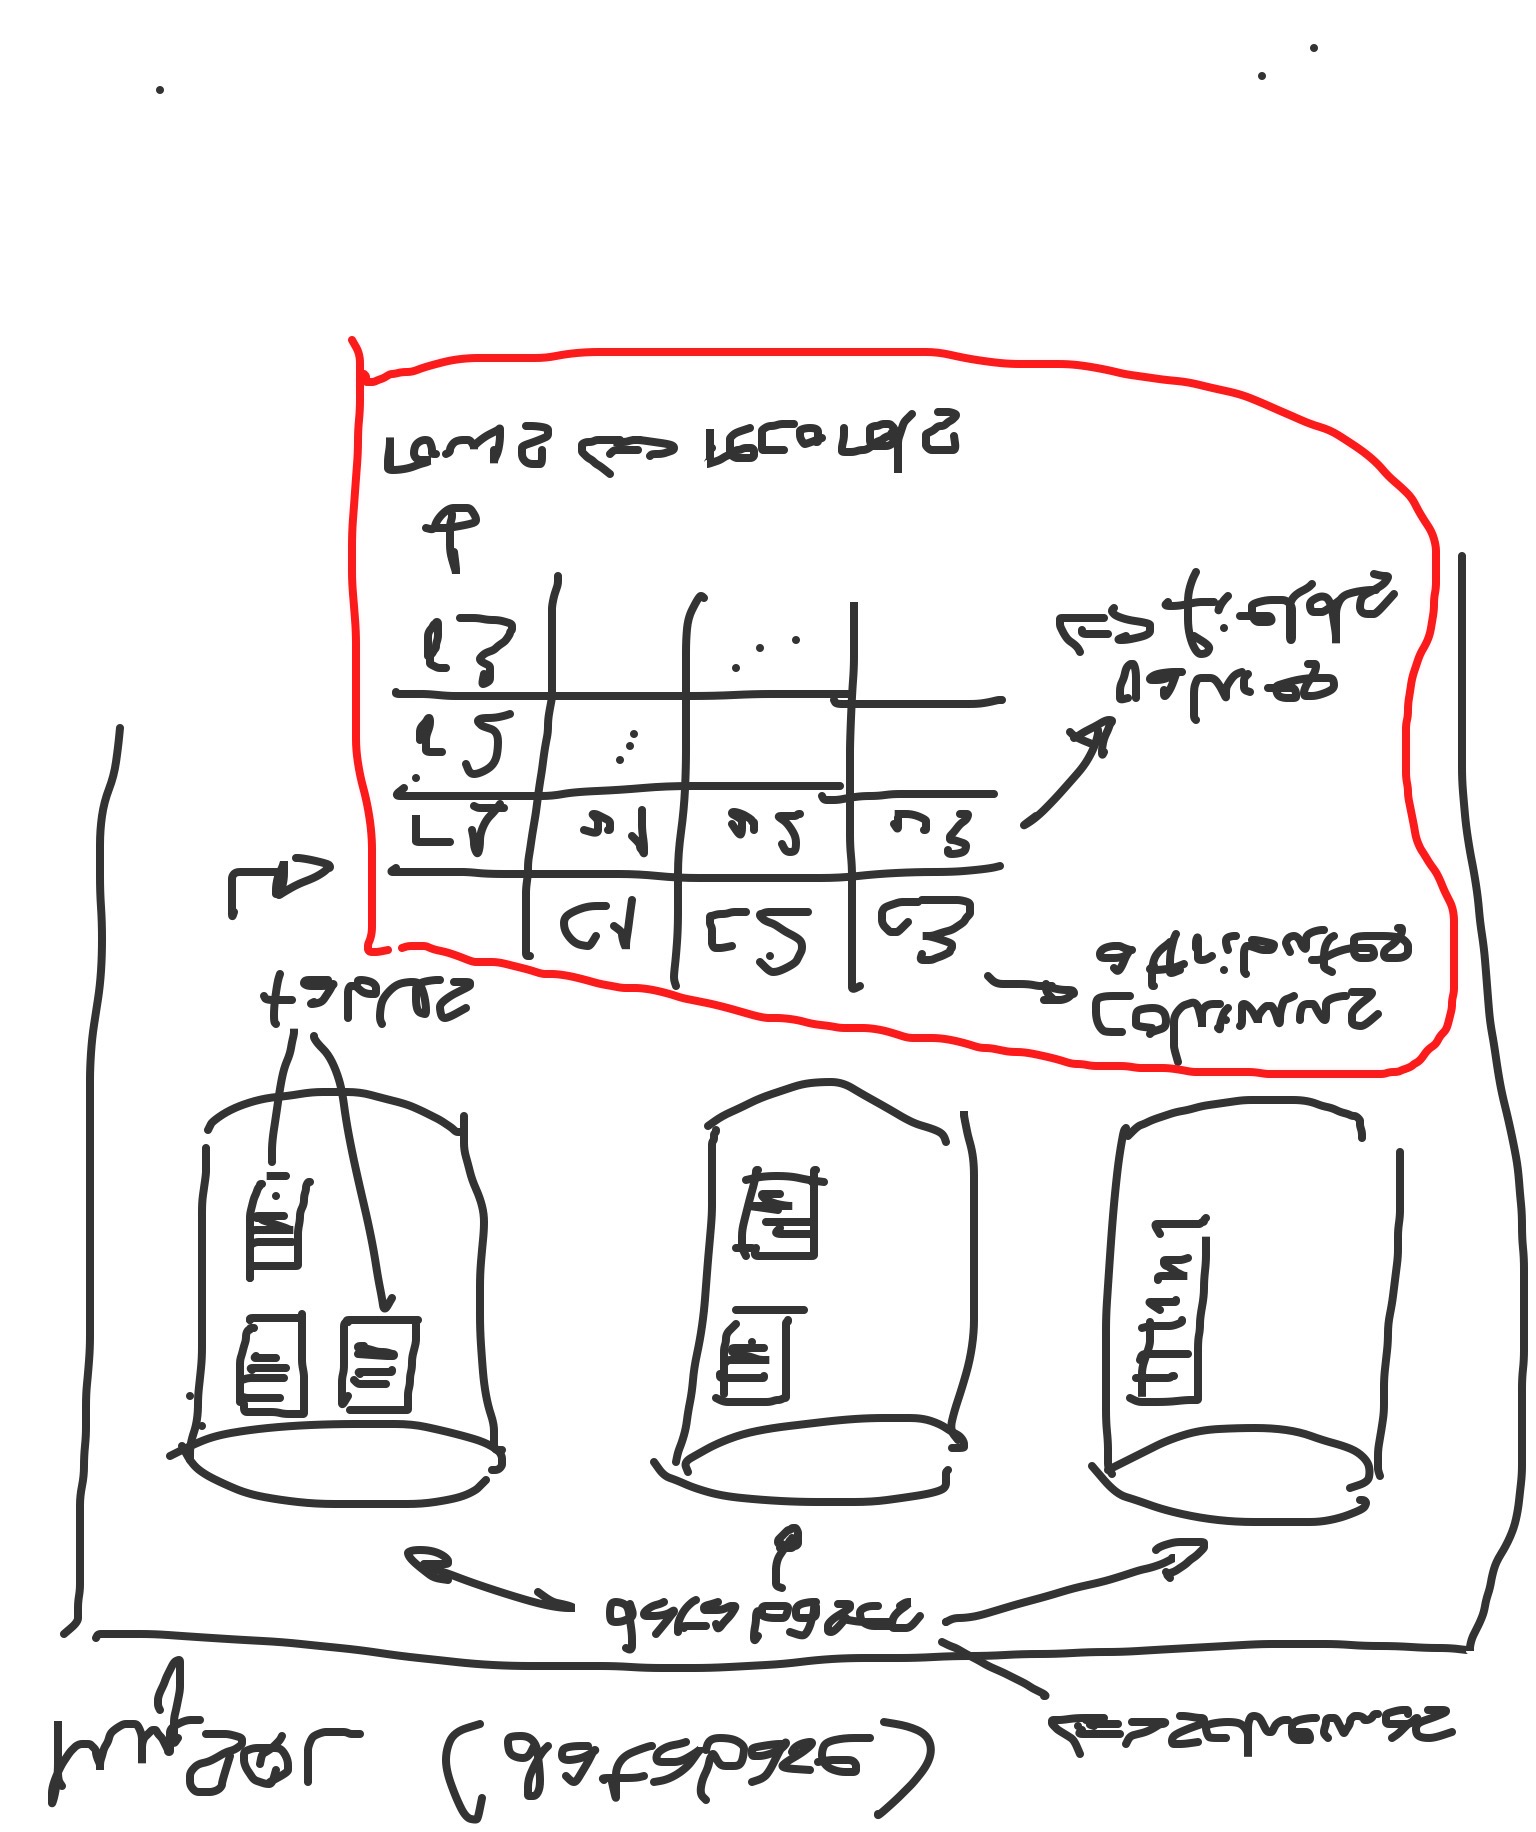 MySQL (database)
<=> schemas
databases
tables
columns
attributes
C1 C2 C3
r1 v1 v2 v3
r2
r3
values
<=> fields
rows <=> records